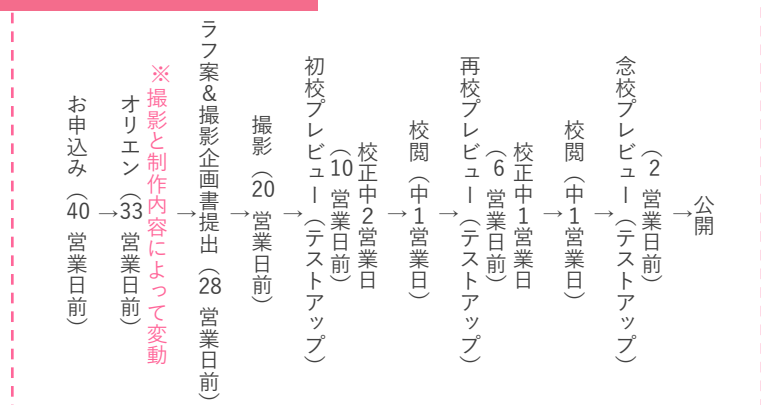 お申込み（40 営業日前）
→
オリエン（33 営業日前）
※撮影と制作内容によって変動
→
ラフ案＆撮影企画書提出（28 営業日前）
→
撮影（20 営業日前）
→
初校プレビュー（テストアップ）
（10 営業日前）
校正中2営業日
→
校閲（中1営業日）
→
再校プレビュー（テストアップ）
（6 営業日前）
校正中1営業日
→
校閲（中1営業日）
→
念校プレビュー（テストアップ）
（2 営業日前）
→
公開